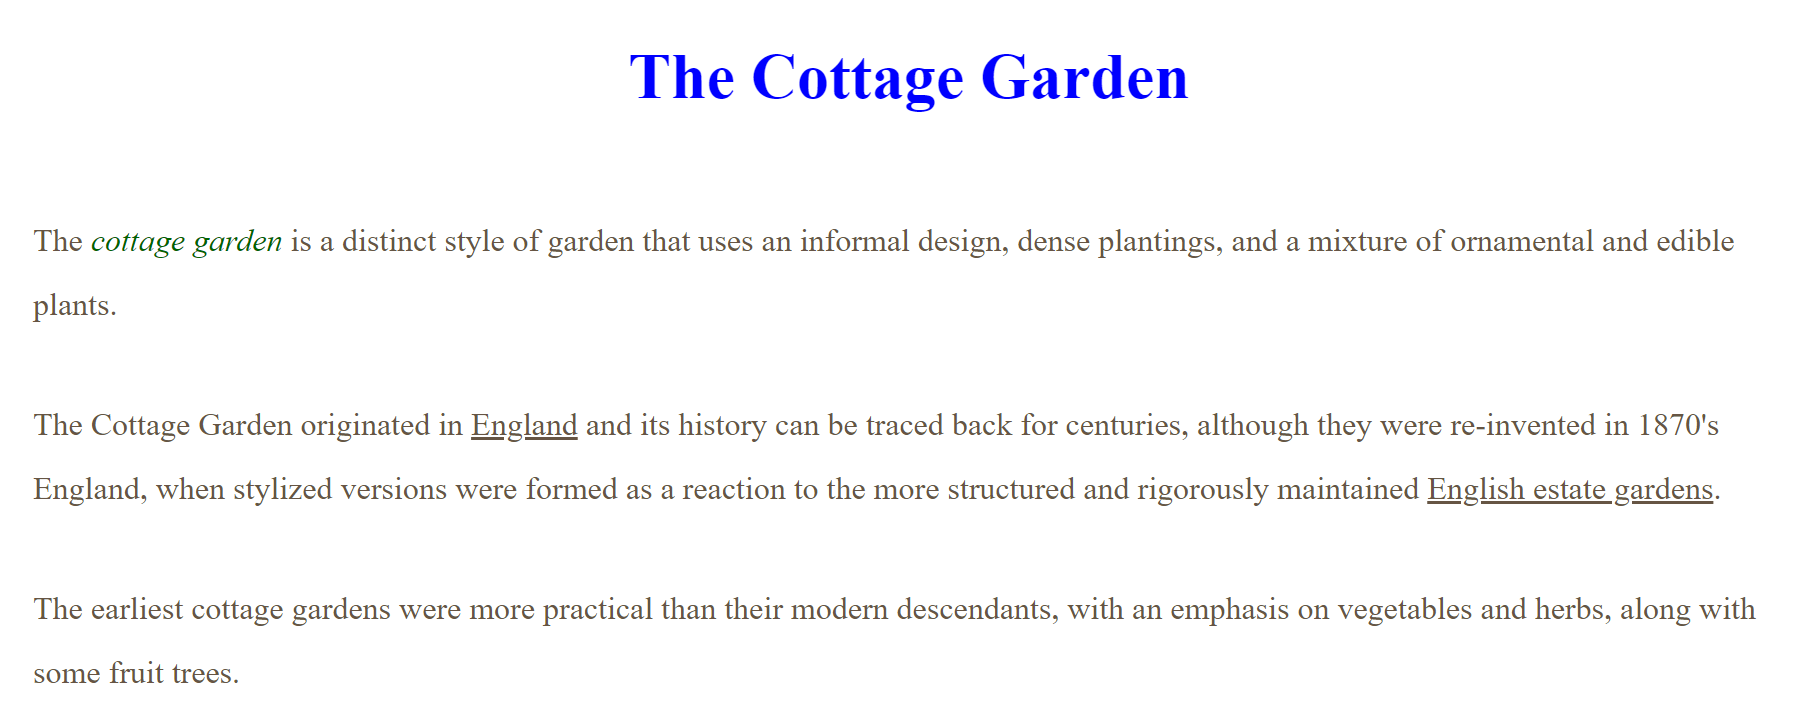 The Cottage Garden
The cottage garden is a distinct style of garden that uses an informal design, dense plantings, and a mixture of ornamental and edible
plants.
The Cottage Garden originated in England and its history can be traced back for centuries, although they were re-invented in 1870's
England, when stylized versions were formed as a reaction to the more structured and rigorously maintained English estate gardens.
The earliest cottage gardens were more practical than their modern descendants, with an emphasis on vegetables and herbs, along with
some fruit trees.